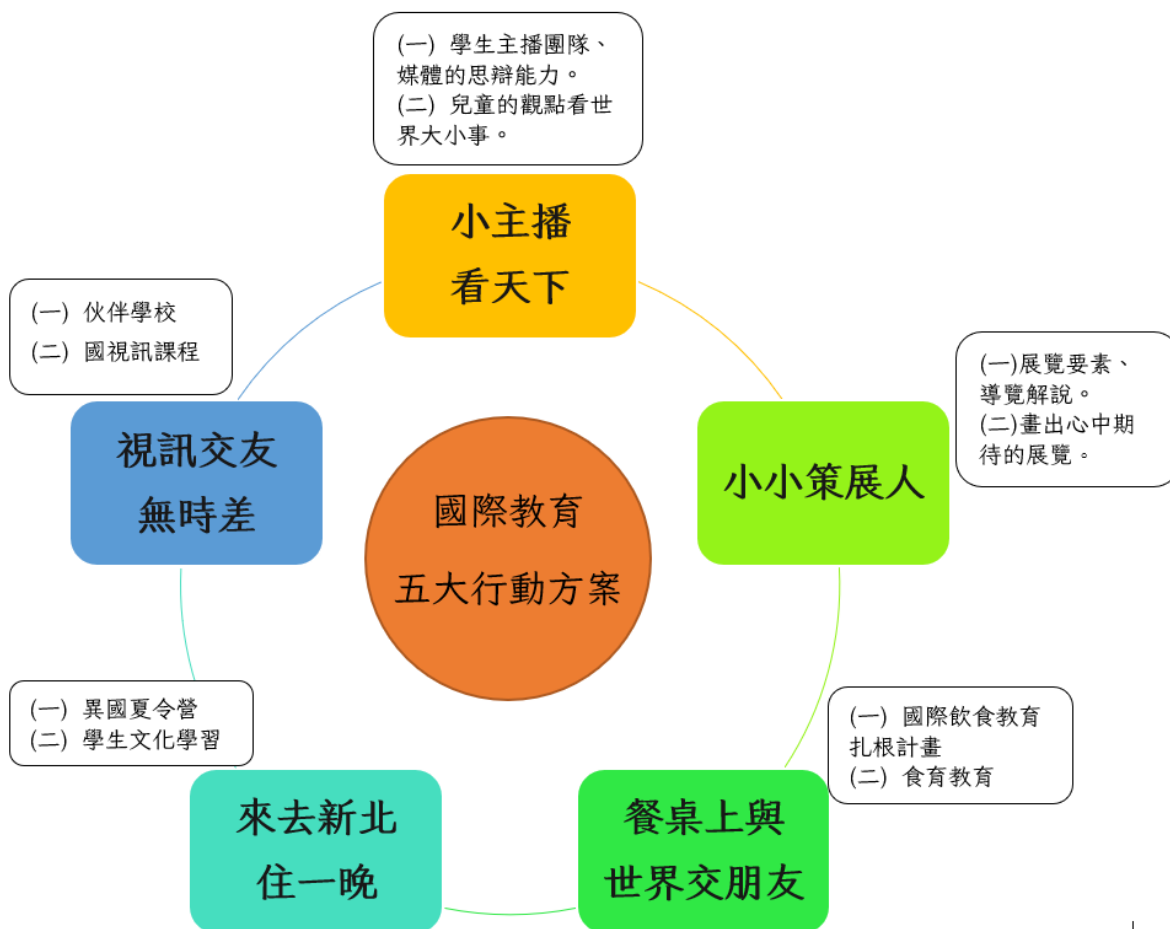 (一) 學生主播團隊、
媒體的思辯能力。
(二) 兒童的觀點看世
界大小事。
小主播
看天下
(一) 伙伴學校
(二) 國視訊課程
視訊交友
無時差
(一)展覽要素、
導覽解說。
(二)畫出心中期
待的展覽。
小小策展人
國際教育
五大行動方案
(一) 異國夏令營
(二) 學生文化學習
來去新北
住一晚
(一) 國際飲食教育
扎根計畫
(二) 食育教育
餐桌上與
世界交朋友